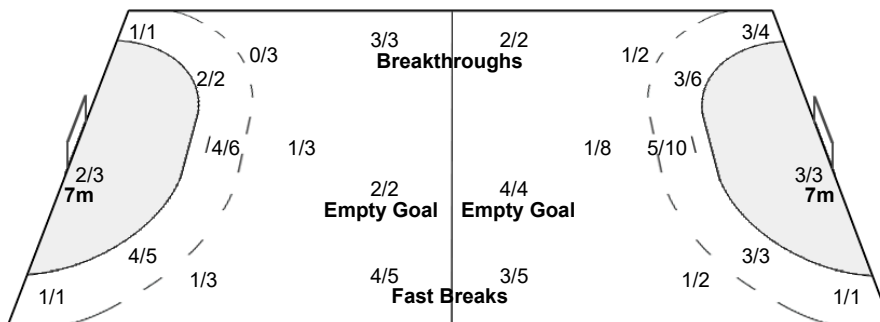 1/1 3/3 2/2 3/4
0/3 1/2
Breakthroughs
2/2 3/6
4/6 1/3 1/8 5/10
2/3 3/3
7m 7m
2/2 4/4
Empty Goal Empty Goal
4/5 3/3
1/3 4/5 3/5 1/2
1/1 Fast Breaks 1/1